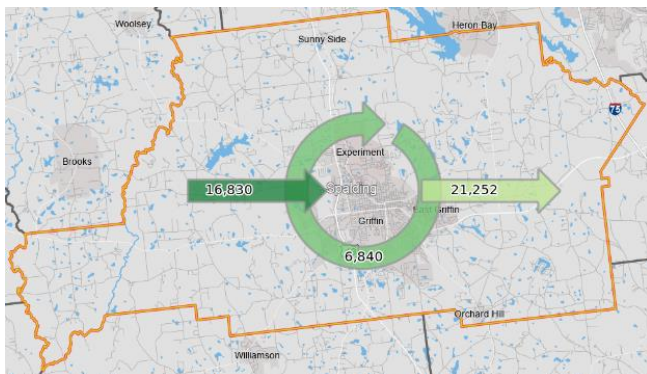 Woolsey
Heron Bay
Sunny Side
75
Experiment
Brooks
16,830
Spalding
21,252
East Griffin
Griffin
6,840
Orchard Hill
Williamson